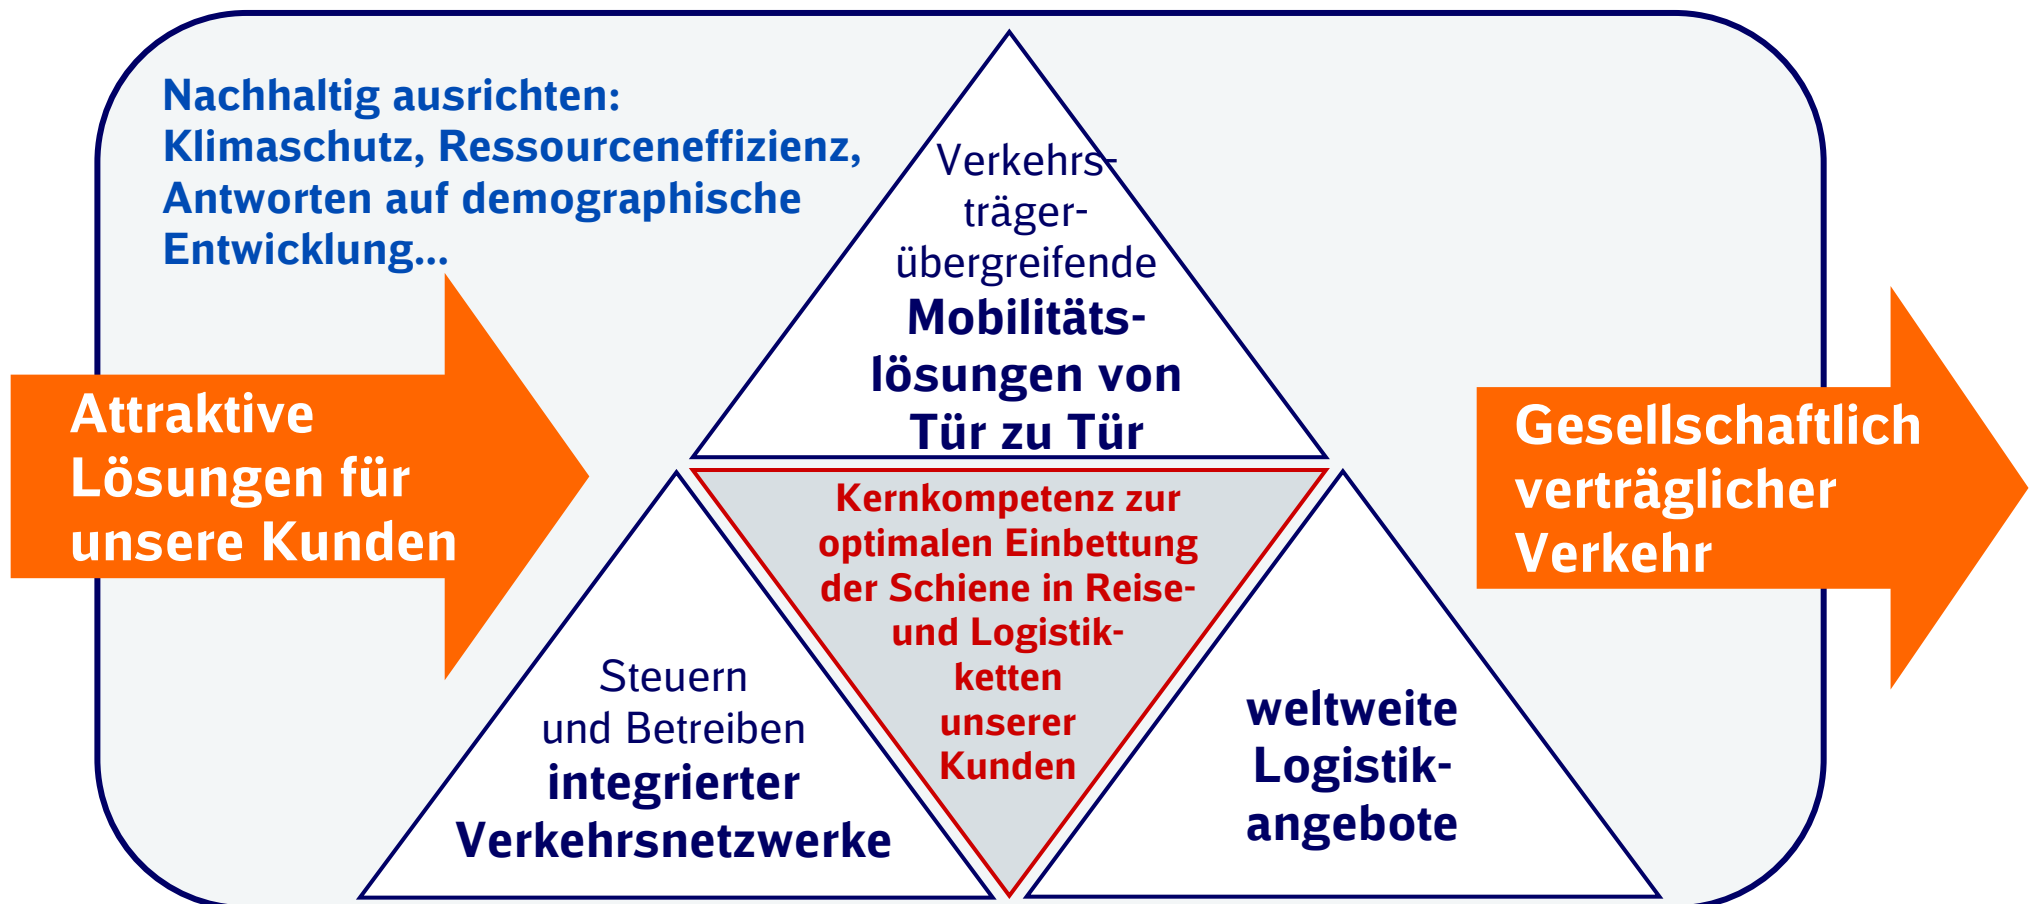 Nachhaltig ausrichten:
Klimaschutz, Ressourceneffizienz,
Antworten auf demographische
Entwicklung...
Verkehrs-
träger-
übergreifende
Mobilitäts-
lösungen von
Tür zu Tür
Attraktive
Lösungen für
unsere Kunden
Kernkompetenz zur
optimalen Einbettung
der Schiene in Reise-
und Logistik-
ketten
unserer
Kunden
Gesellschaftlich
verträglicher
Verkehr
Steuern
und Betreiben
integrierter
Verkehrsnetzwerke
weltweite
Logistik-
angebote